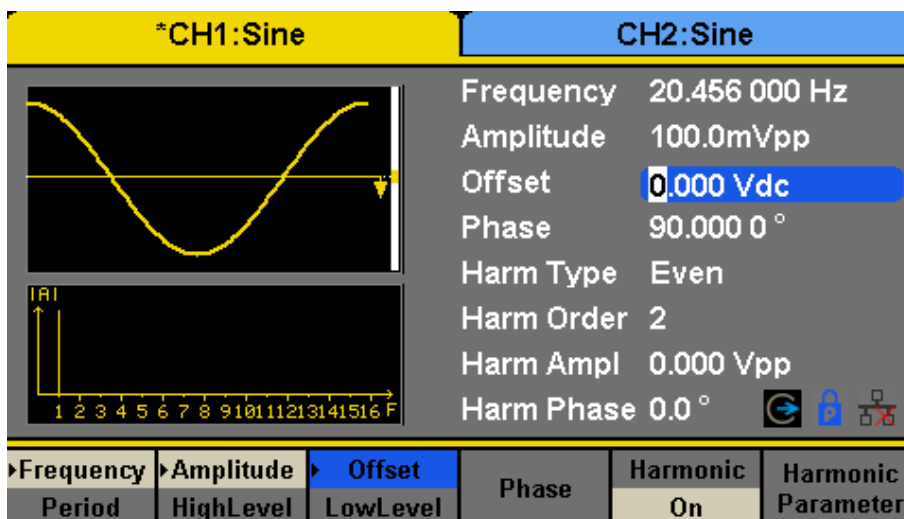 *CH1:Sine CH2:Sine
Frequency 20.456 000 Hz
Amplitude 100.0mVpp
Offset 0.000 Vdc
Phase 90.000 0 °
Harm Type Even
Harm Order 2
Harm Ampl 0.000 Vpp
Harm Phase 0.0 °
|A|
1 2 3 4 5 6 7 8 9 10 11 12 13 14 15 16 F
P
Frequency Amplitude Offset Phase Harmonic Harmonic
Period HighLevel LowLevel On Parameter